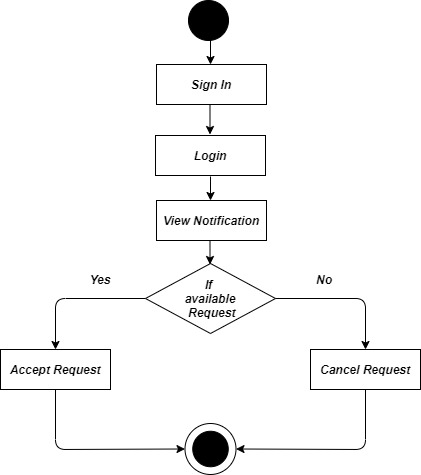 Sign In
Login
View Notification
Yes
If
available
Request
No
Accept Request
Cancel Request